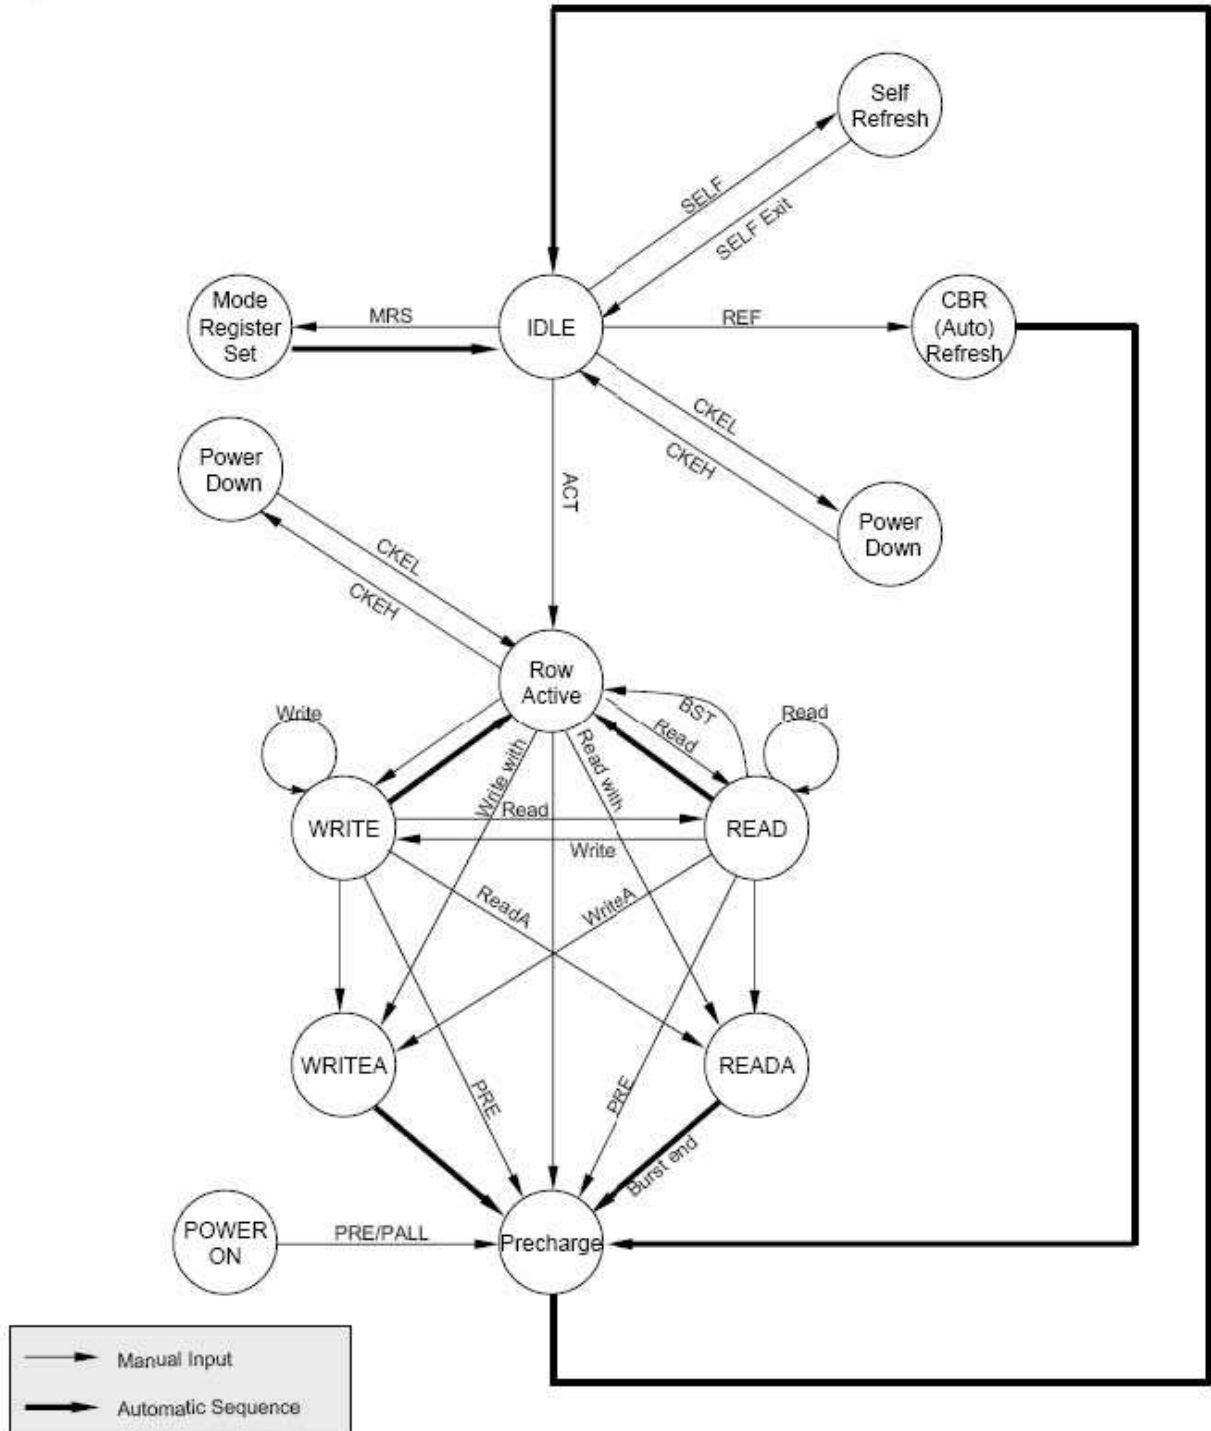 Self
Refresh
SELF
SELF Exit
Mode
Register
Set
MRS
IDLE
REF
CBR
(Auto)
Refresh
CKEL
CKEH
Power
Down
ACT
Power
Down
CKEL
CKEH
Row
Active
BST
Read
Write
Read
Write with
Read with
WRITE
Read
Write
READ
ReadA
WriteA
WRITEA
READA
PRE
PRE
Burst end
POWER
ON
PRE/PALL
Precharge
Manual Input
Automatic Sequence